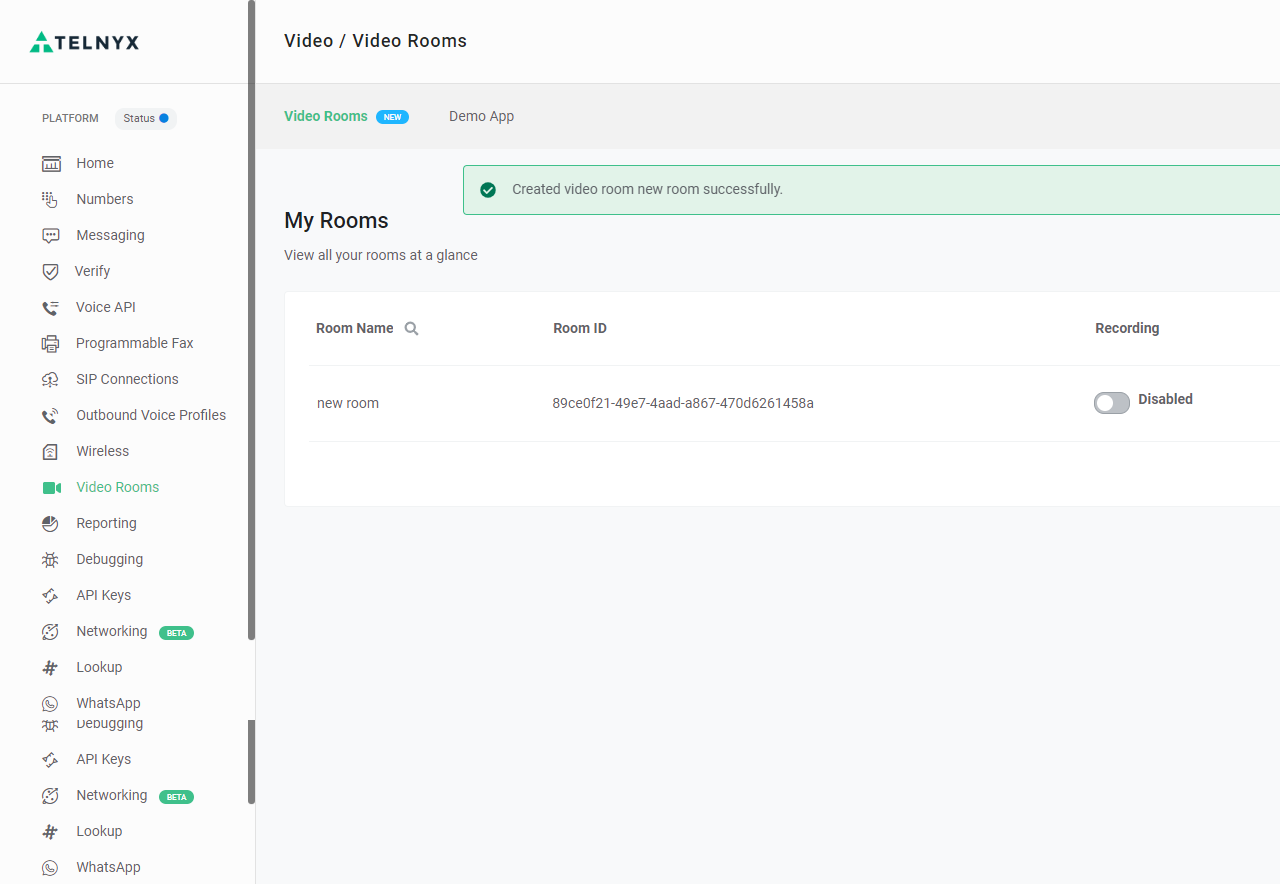 TELNYX
Video / Video Rooms
PLATFORM Status
Video Rooms NEW Demo App
Home
Numbers
Messaging
Verify
Voice API
Programmable Fax
SIP Connections
Outbound Voice Profiles
Wireless
Video Rooms
Reporting
Debugging
API Keys
Networking BETA
Lookup
WhatsApp
Debugging
API Keys
Networking BETA
Lookup
WhatsApp
Created video room new room successfully.
My Rooms
View all your rooms at a glance
Room Name Room ID Recording
new room 89ce0f21-49e7-4aad-a867-470d6261458a Disabled